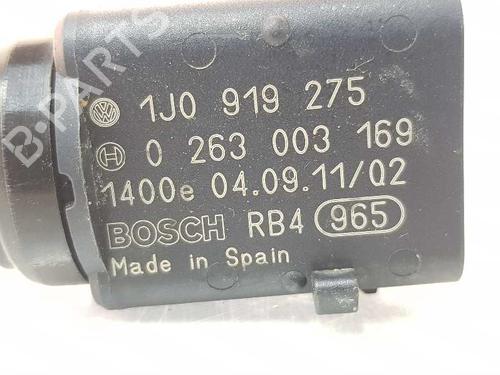 B-PARTS
1J0 919 275
0 263 003 169
1400e 04.09.11/02
BOSCH RB4 965
Made in Spain